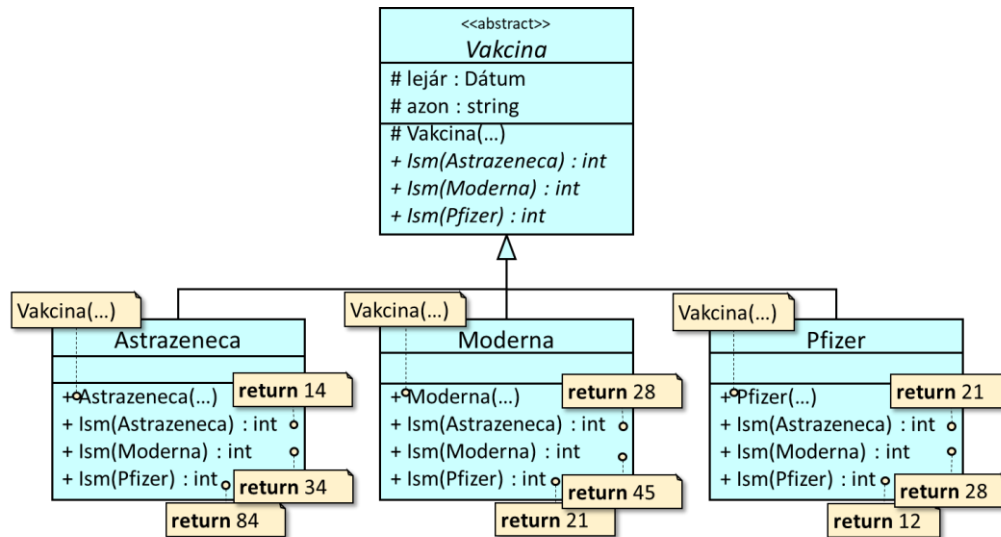 <<abstract>>
Vakcina
# lejár : Dátum
# azon : string
# Vakcina(...)
+ Ism(Astrazeneca) : int
+ Ism(Moderna) : int
+ Ism(Pfizer) : int
Vakcina(...)
Astrazeneca
return 14
+ Astrazeneca(...)
+ Ism(Astrazeneca) : int
+ Ism(Moderna) : int
+ Ism(Pfizer) : int
return 34
return 84
Vakcina(...)
Moderna
return 28
+ Moderna(...)
+ Ism(Astrazeneca) : int
+ Ism(Moderna) : int
+ Ism(Pfizer) : int
return 45
return 21
Vakcina(...)
Pfizer
return 21
+ Pfizer(...)
+ Ism(Astrazeneca) : int
+ Ism(Moderna) : int
+ Ism(Pfizer) : int
return 28
return 12